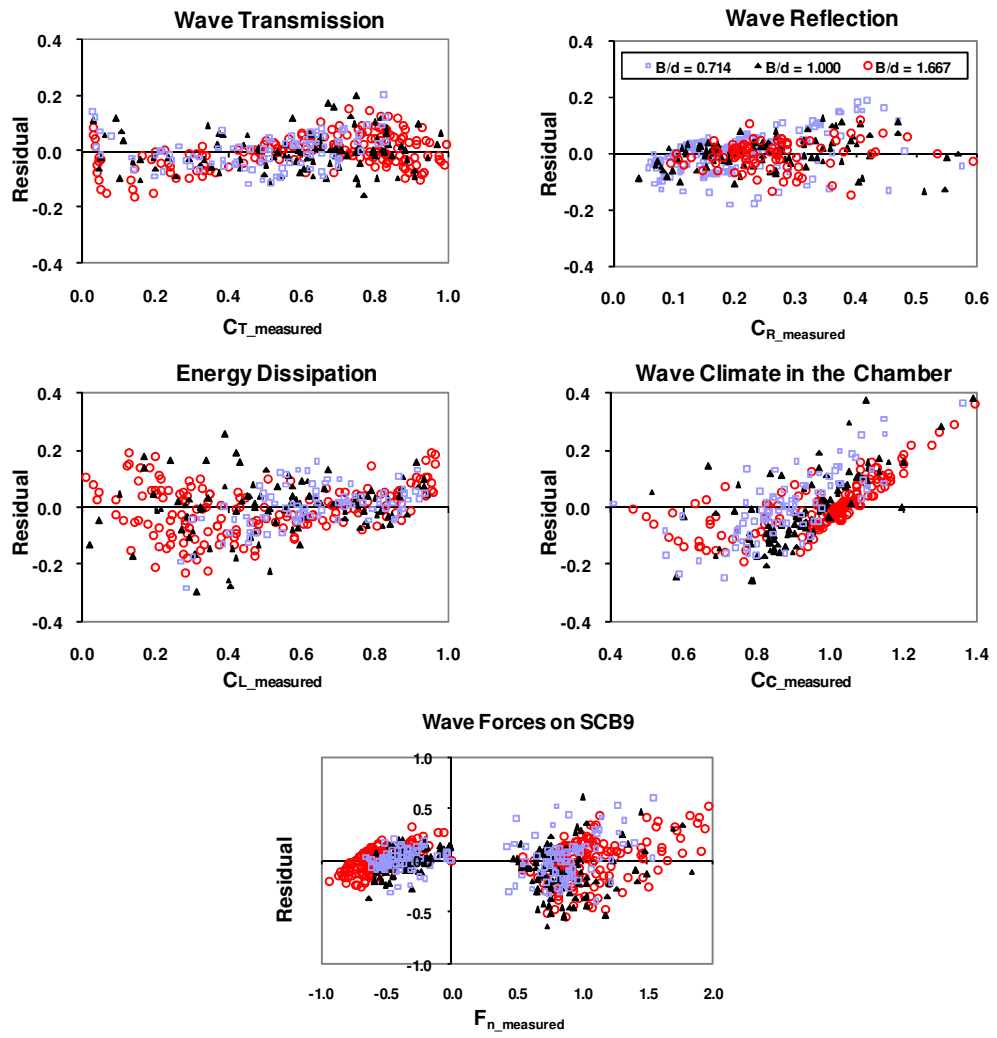 Wave Transmission
0.4
0.2
0.0
-0.2
-0.4
Residual
0.0 0.2 0.4 0.6 0.8 1.0
CT_measured
Wave Reflection
B/d = 0.714 B/d = 1.000 B/d = 1.667
0.4
0.2
0.0
-0.2
-0.4
Residual
0.0 0.1 0.2 0.3 0.4 0.5 0.6
CR_measured
Energy Dissipation
0.4
0.2
0.0
-0.2
-0.4
Residual
0.0 0.2 0.4 0.6 0.8 1.0
CL_measured
Wave Climate in the Chamber
0.4
0.2
0.0
-0.2
-0.4
Residual
0.4 0.6 0.8 1.0 1.2 1.4
CC_measured
Wave Forces on SCB9
1.0
0.5
0.0
-0.5
-1.0
Residual
-1.0 -0.5 0.0 0.5 1.0 1.5 2.0
Fn_measured